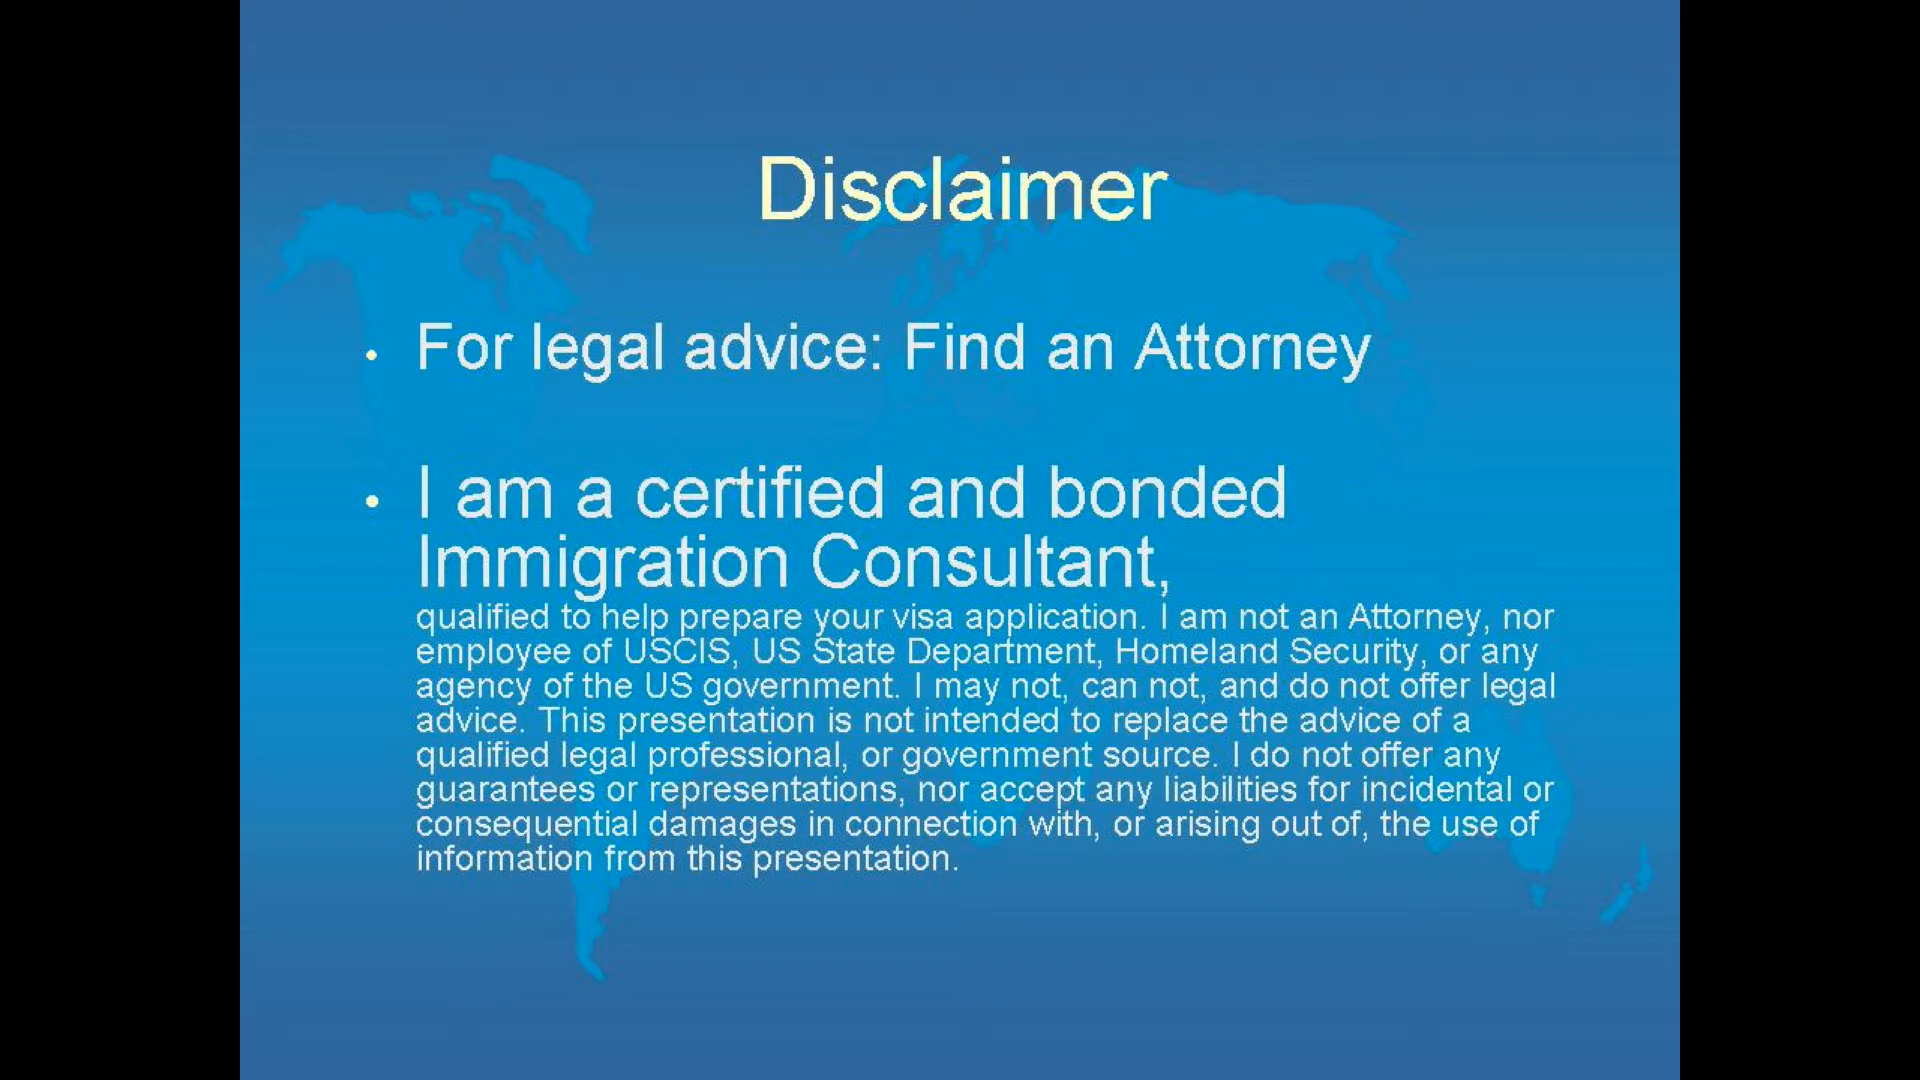 Disclaimer
• For legal advice: Find an Attorney
• I am a certified and bonded
Immigration Consultant,
qualified to help prepare your visa application. I am not an Attorney, nor
employee of USCIS, US State Department, Homeland Security, or any
agency of the US government. I may not, can not, and do not offer legal
advice. This presentation is not intended to replace the advice of a
qualified legal professional, or government source. I do not offer any
guarantees or representations, nor accept any liabilities for incidental or
consequential damages in connection with, or arising out of, the use of
information from this presentation.